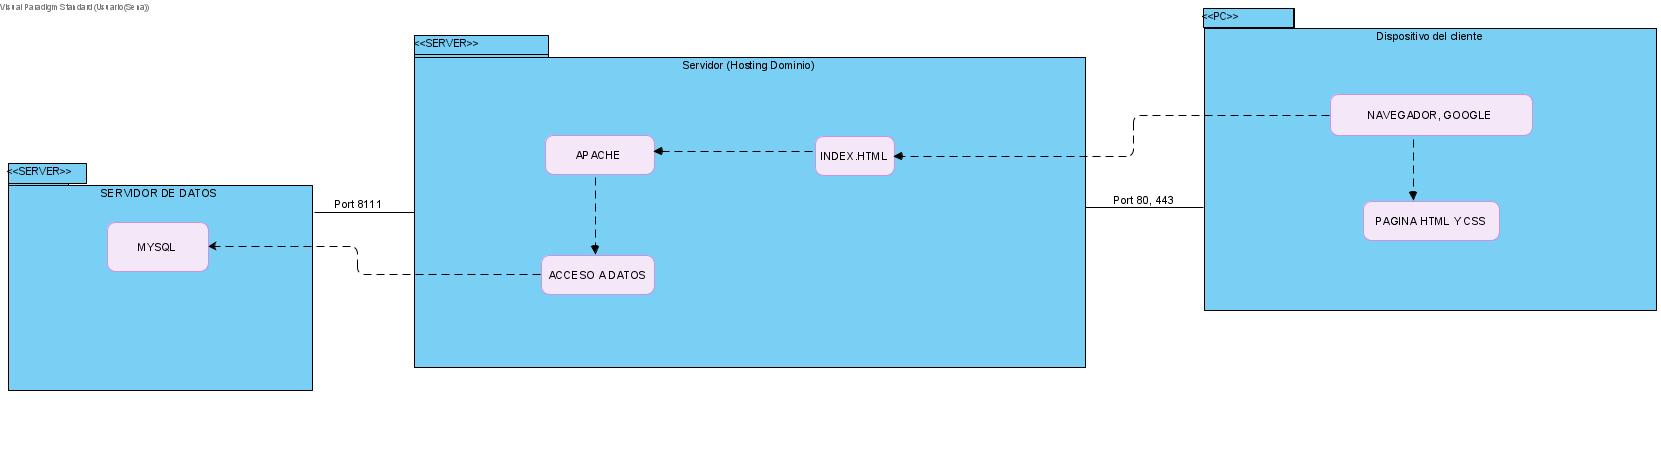 Visual Paradigm Standard (Usuario(Sena))
<<PC>>
Dispositivo del cliente
NAVEGADOR, GOOGLE
PAGINA HTML Y CSS
<<SERVER>>
Servidor (Hosting Dominio)
APACHE
INDEX.HTML
ACCESO A DATOS
Port 80, 443
<<SERVER>>
SERVIDOR DE DATOS
MYSQL
Port 8111